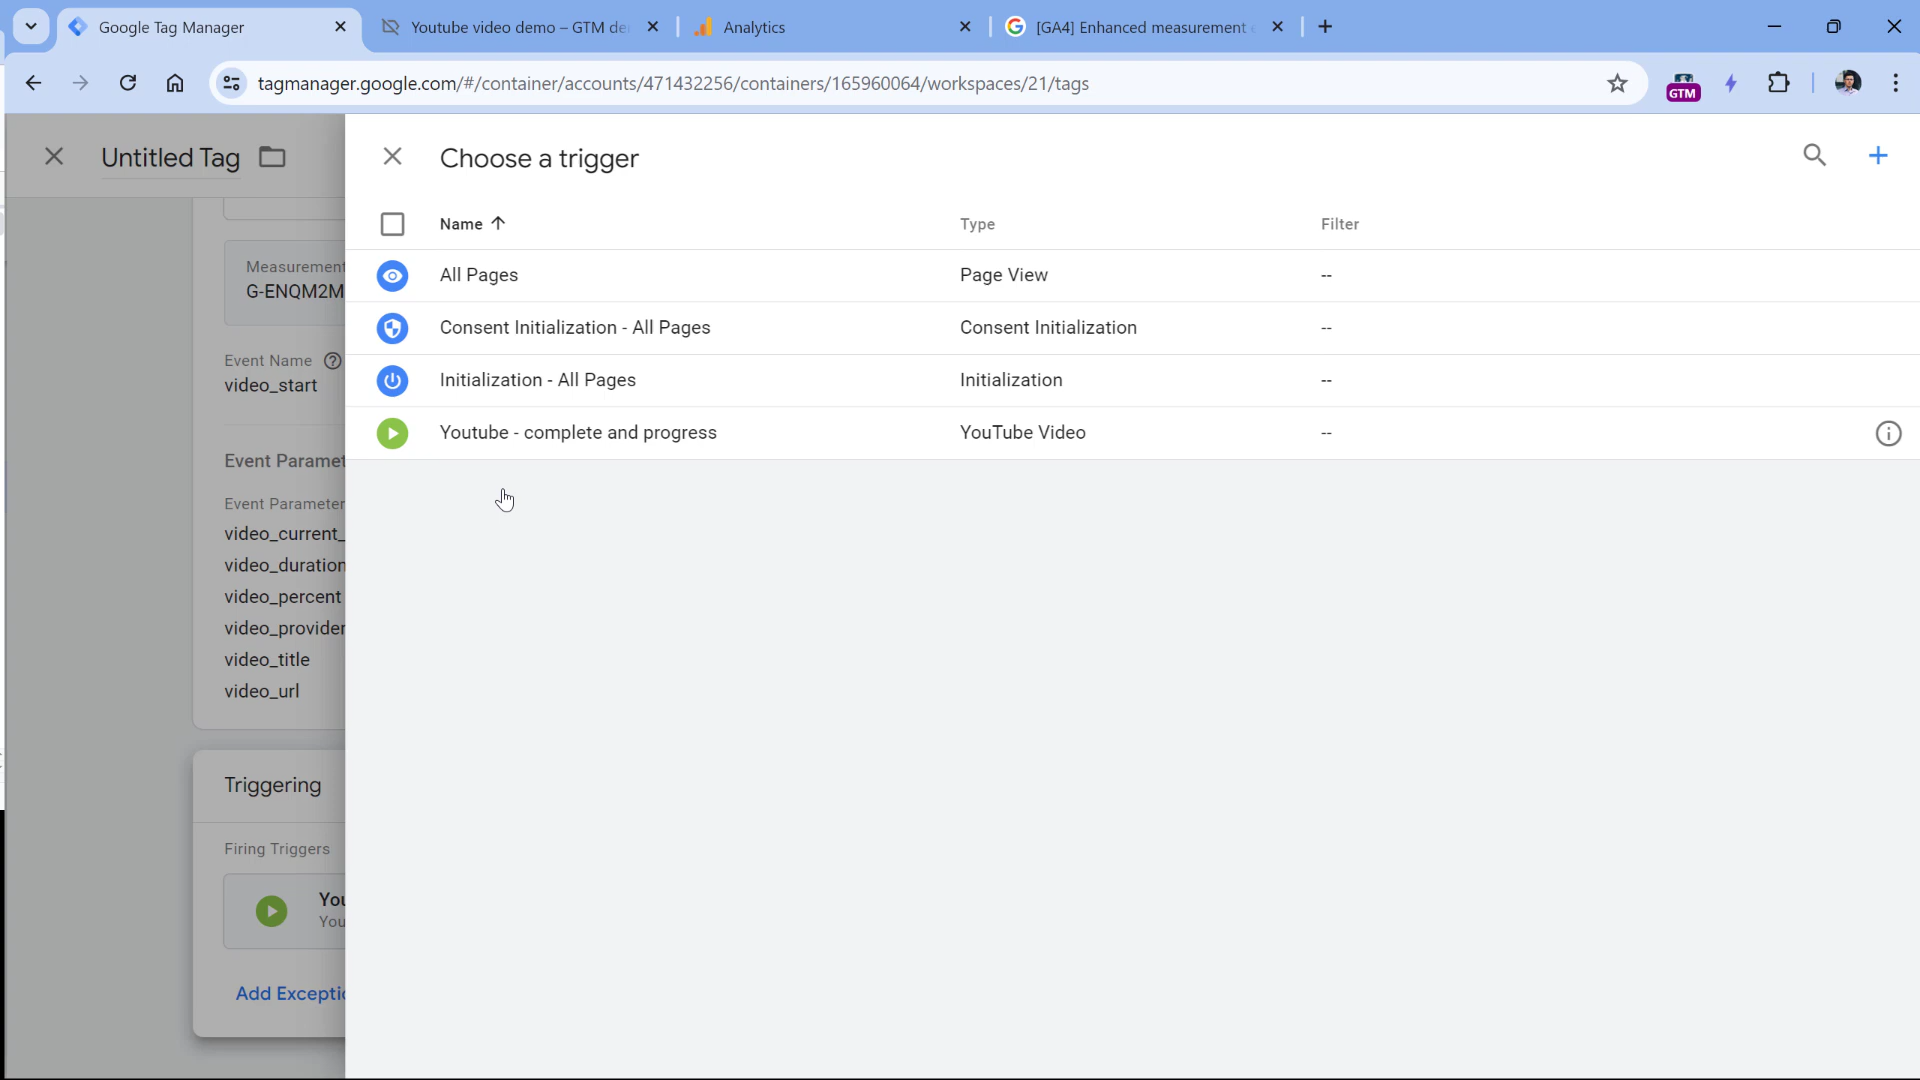 Google Tag Manager
Youtube video demo – GTM de
Analytics
[GA4] Enhanced measurement e
tagmanager.google.com/#/container/accounts/471432256/containers/165960064/workspaces/21/tags
GTM
Untitled Tag
Choose a trigger
Name
Type
Filter
All Pages
Page View
--
Consent Initialization - All Pages
Consent Initialization
--
Initialization - All Pages
Initialization
--
Youtube - complete and progress
YouTube Video
--
Measurement
G-ENQM2M
Event Name
video_start
Event Paramet
Event Parameter
video_current_
video_duration
video_percent
video_provider
video_title
video_url
Triggering
Firing Triggers
You
You
Add Exceptio